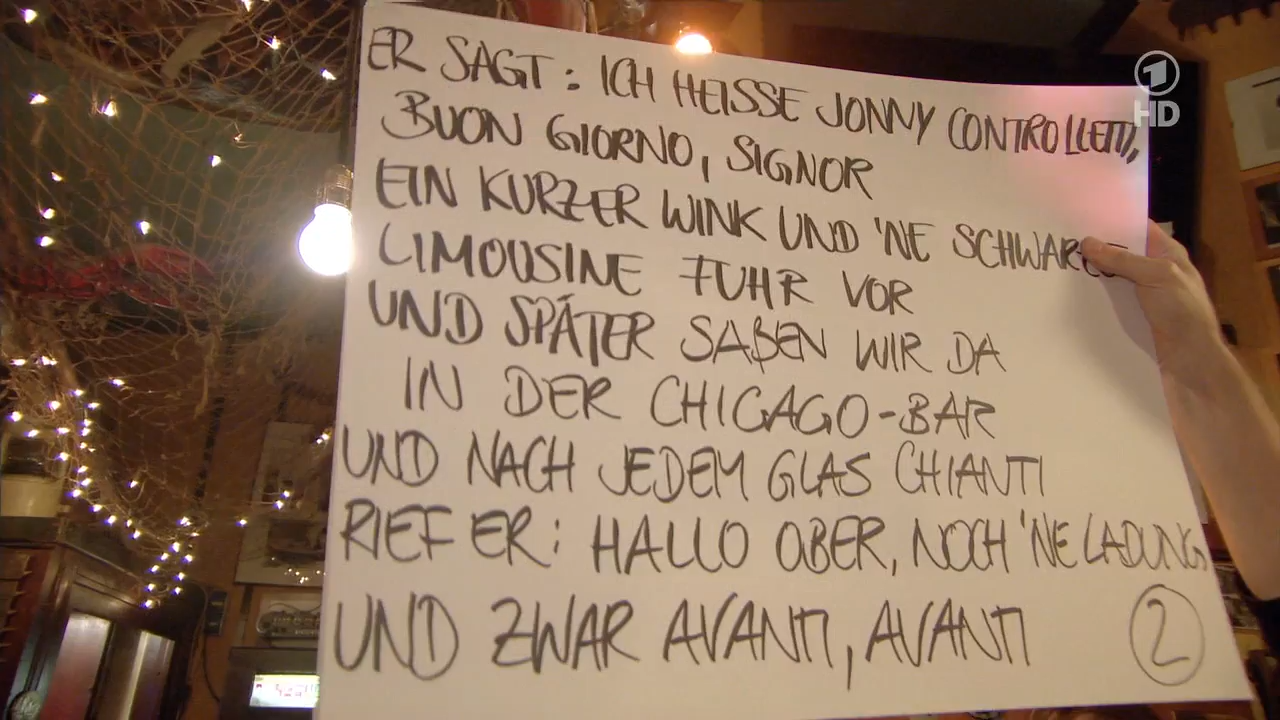 ER SAGT: ICH HEISSE JONNY CONTROLLETTI,
BUON GIORNO, SIGNOR
EIN KURZER WINK UND 'NE SCHWARZE
LIMOUSINE FUHR VOR
UND SPÄTER SAßEN WIR DA
IN DER CHICAGO-BAR
UND NACH JEDEM GLAS CHIANTI
RIEF ER: HALLO OBER, NOCH 'NE LADUNG
UND ZWAR AVANTI, AVANTI
2
1
HD